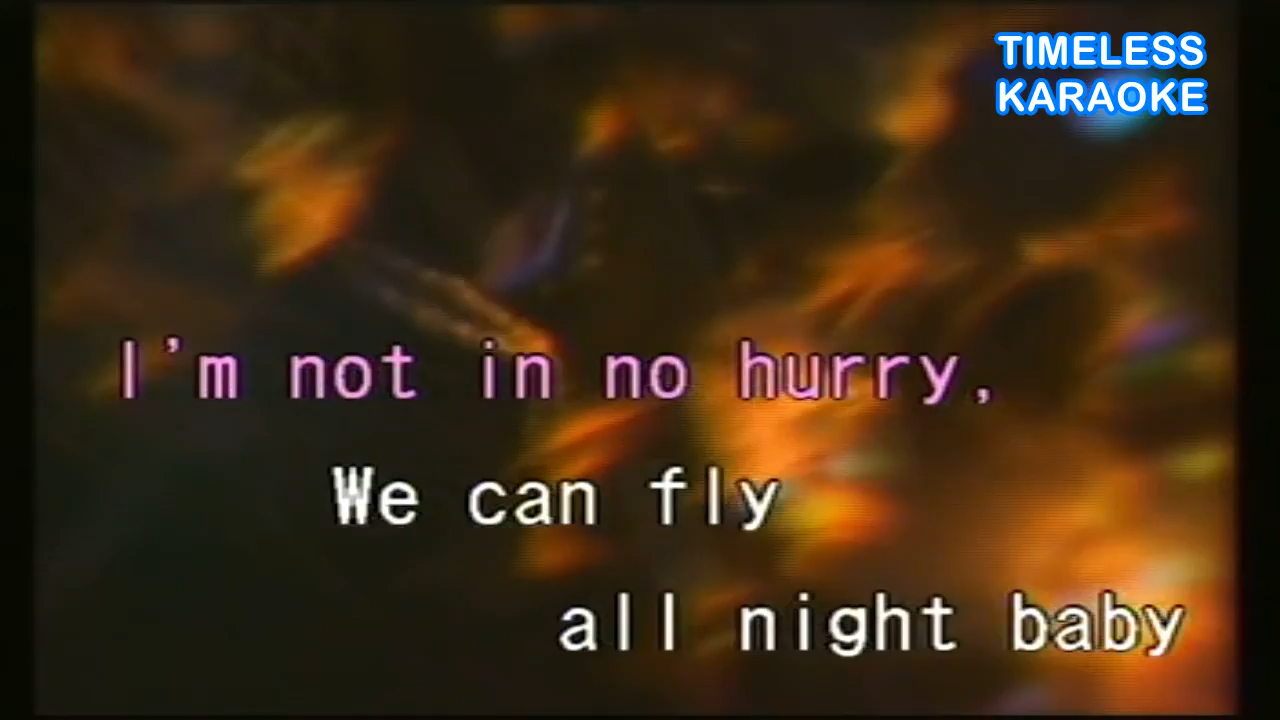 TIMELESS
KARAOKE
I'm not in no hurry,
We can fly
all night baby